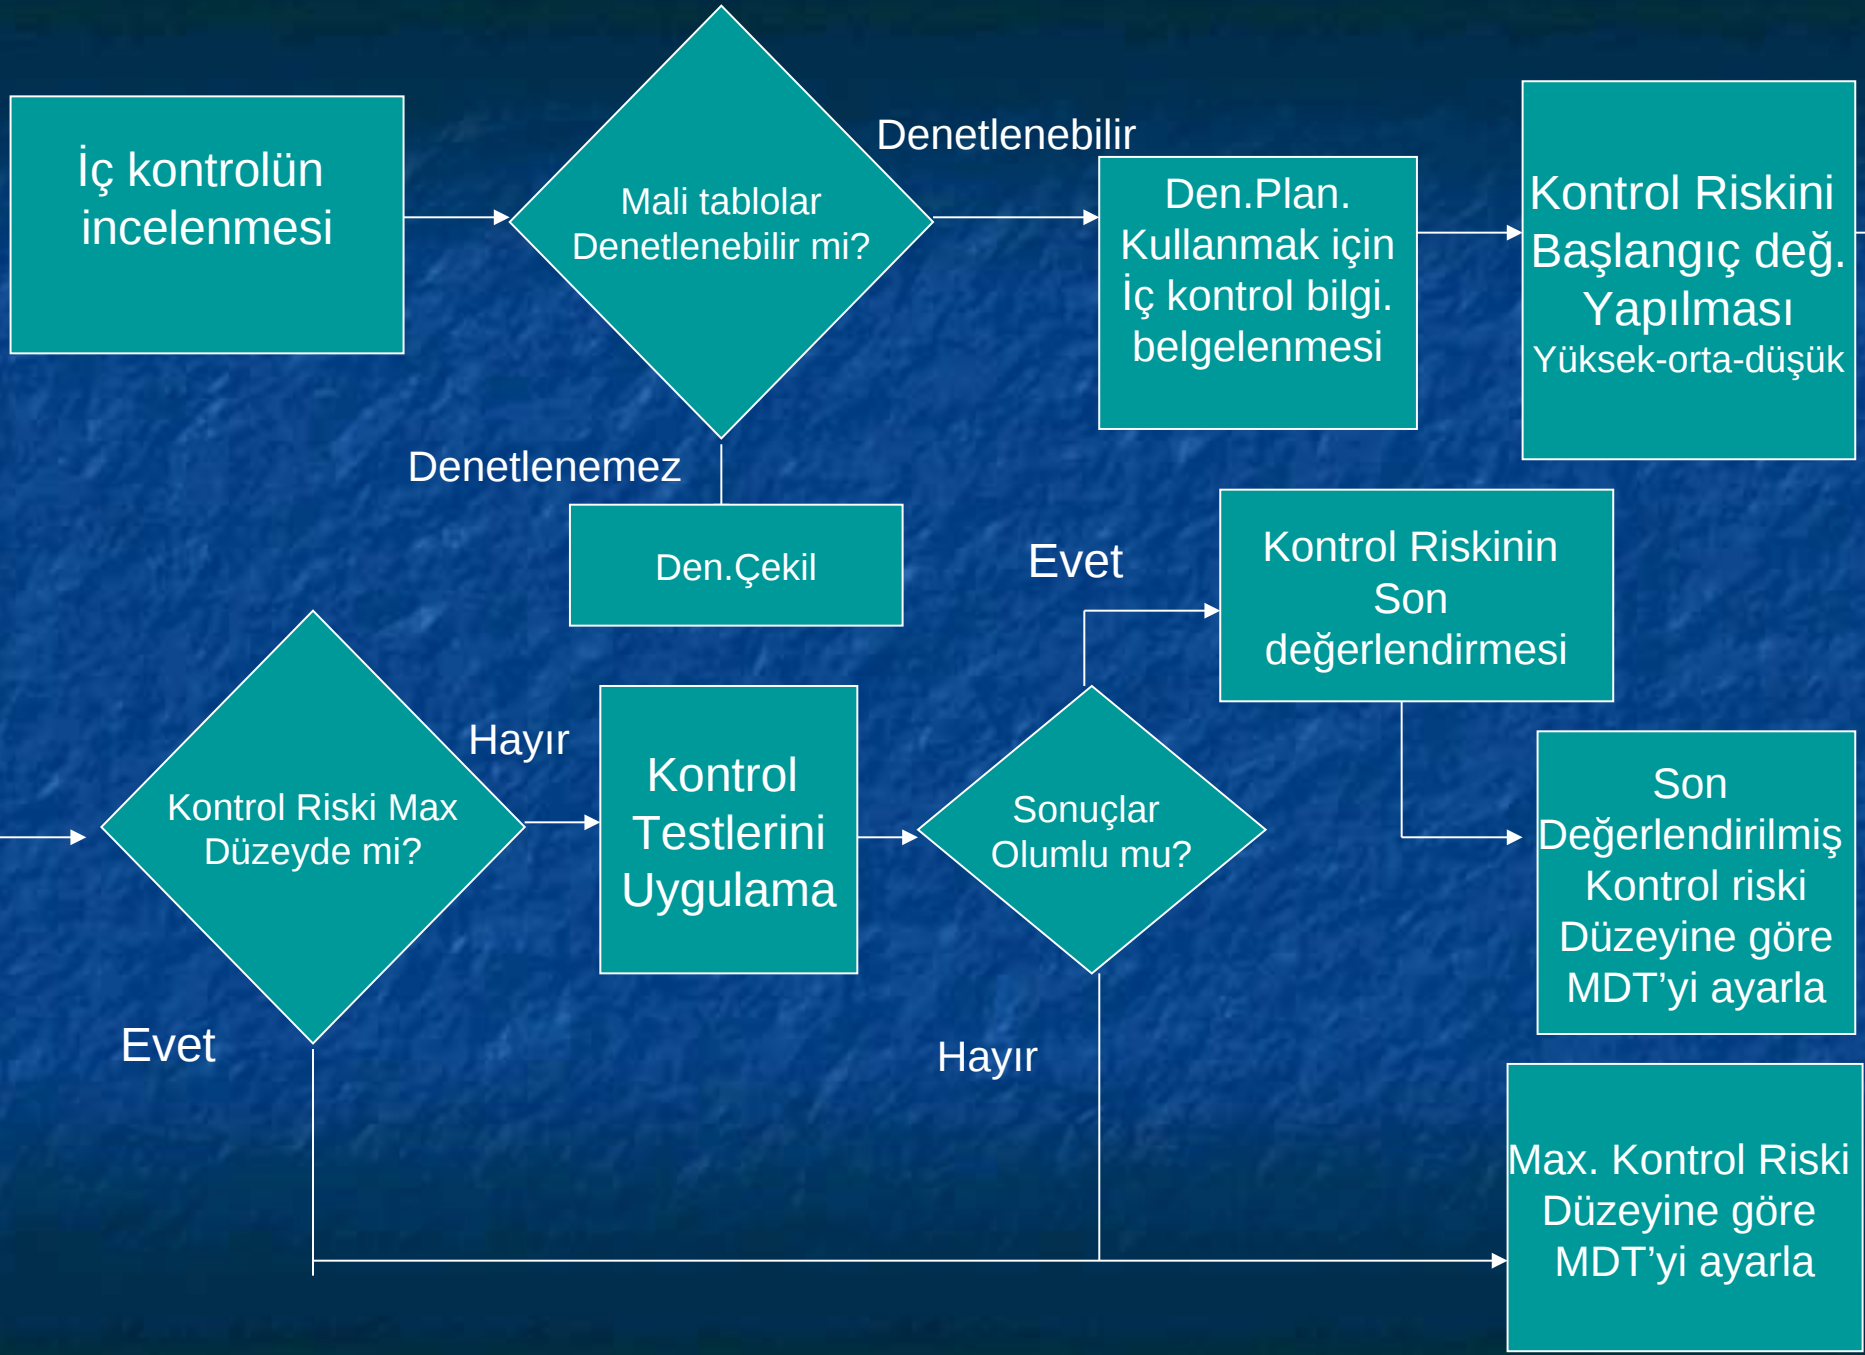 İç kontrolün
incelenmesi
Mali tablolar
Denetlenebilir mi?
Denetlenebilir
Den.Plan.
Kullanmak için
İç kontrol bilgi.
belgelenmesi
Kontrol Riskini
Başlangıç değ.
Yapılması
Yüksek-orta-düşük
Denetlenemez
Den.Çekil
Evet
Kontrol Riskinin
Son
değerlendirmesi
Kontrol Riski Max
Düzeyde mi?
Hayır
Kontrol
Testlerini
Uygulama
Sonuçlar
Olumlu mu?
Son
Değerlendirilmiş
Kontrol riski
Düzeyine göre
MDT’yi ayarla
Evet
Hayır
Max. Kontrol Riski
Düzeyine göre
MDT’yi ayarla